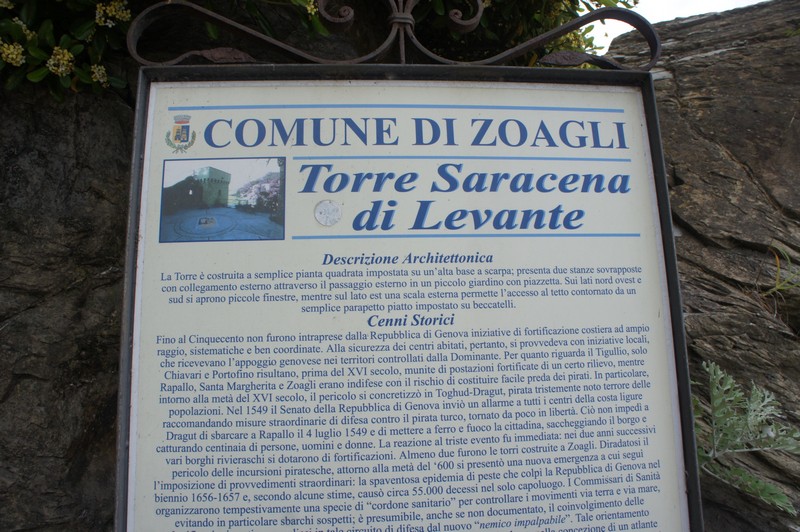 COMUNE DI ZOAGLI
Torre Saracena
di Levante
Descrizione Architettonica
La Torre è costruita a semplice pianta quadrata impostata su un'alta base a scarpa; presenta due stanze sovrapposte
con collegamento esterno attraverso il passaggio esterno in un piccolo giardino con piazzetta. Sui lati nord ovest e
sud si aprono piccole finestre, mentre sul lato est una scala esterna permette l'accesso al tetto contornato da un
semplice parapetto piatto impostato su beccatelli.
Cenni Storici
Fino al Cinquecento non furono intraprese dalla Repubblica di Genova iniziative di fortificazione costiera ad ampio
raggio, sistematiche e ben coordinate. Alla sicurezza dei centri abitati, pertanto, si provvedeva con iniziative locali,
che ricevevano l'appoggio genovese nei territori controllati dalla Dominante. Per quanto riguarda il Tigullio, solo
Chiavari e Portofino risultano, prima del XVI secolo, munite di postazioni fortificate di un certo rilievo, mentre
Rapallo, Santa Margherita e Zoagli erano indifese con il rischio di costituire facile preda dei pirati. In particolare,
intorno alla metà del XVI secolo, il pericolo si concretizzò in Toghud-Dragut, pirata tristemente noto terrore delle
popolazioni. Nel 1549 il Senato della Repubblica di Genova inviò un allarme a tutti i centri della costa ligure
raccomandando misure straordinarie di difesa contro il pirata turco, tornato da poco in libertà. Ciò non impedì a
Dragut di sbarcare a Rapallo il 4 luglio 1549 e di mettere a ferro e fuoco la cittadina, saccheggiando il borgo e
catturando centinaia di persone, uomini e donne. La reazione al triste evento fu immediata: nei due anni successivi
vari borghi rivieraschi si dotarono di fortificazioni. Almeno due furono le torri costruite a Zoagli. Diradatosi il
pericolo delle incursioni piratesche, attorno alla metà del '600 si presentò una nuova emergenza a cui seguì
l'imposizione di provvedimenti straordinari: la spaventosa epidemia di peste che colpì la Repubblica di Genova nel
biennio 1656-1657 e, secondo alcune stime, causò circa 55.000 decessi nel solo capoluogo. I Commissari di Sanità
organizzarono tempestivamente una specie di "cordone sanitario" per controllare i movimenti via terra e via mare,
svitando in particolare sbarchi sospetti; è presumibile, anche se non documentato, il coinvolgimento delle
in tale circuito di difesa dal nuovo "nemico impalpabile". Tale ordinamento
concezione di un atlante